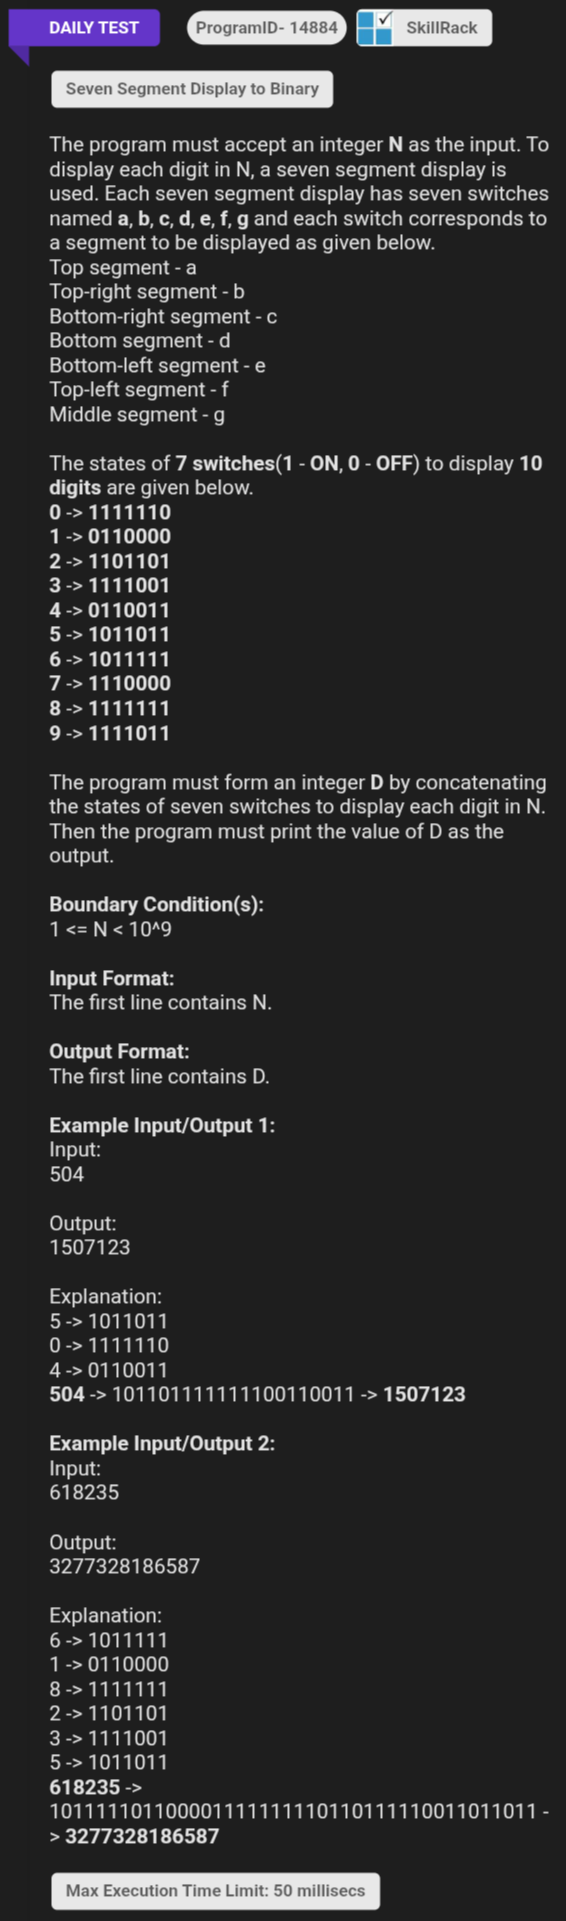 DAILY TEST
ProgramID- 14884
SkillRack
Seven Segment Display to Binary
The program must accept an integer N as the input. To
display each digit in N, a seven segment display is
used. Each seven segment display has seven switches
named a, b, c, d, e, f, g and each switch corresponds to
a segment to be displayed as given below.
Top segment - a
Top-right segment - b
Bottom-right segment - c
Bottom segment - d
Bottom-left segment - e
Top-left segment - f
Middle segment - g
The states of 7 switches(1 - ON, 0 - OFF) to display 10
digits are given below.
0 -> 1111110
1 -> 0110000
2 -> 1101101
3 -> 1111001
4 -> 0110011
5 -> 1011011
6 -> 1011111
7 -> 1110000
8 -> 1111111
9 -> 1111011
The program must form an integer D by concatenating
the states of seven switches to display each digit in N.
Then the program must print the value of D as the
output.
Boundary Condition(s):
1 <= N < 10^9
Input Format:
The first line contains N.
Output Format:
The first line contains D.
Example Input/Output 1:
Input:
504
Output:
1507123
Explanation:
5 -> 1011011
0 -> 1111110
4 -> 0110011
504 -> 101101111111100110011 -> 1507123
Example Input/Output 2:
Input:
618235
Output:
3277328186587
Explanation:
6 -> 1011111
1 -> 0110000
8 -> 1111111
2 -> 1101101
3 -> 1111001
5 -> 1011011
618235 ->
101111101100001111111110110111110011011011 -
> 3277328186587
Max Execution Time Limit: 50 millisecs